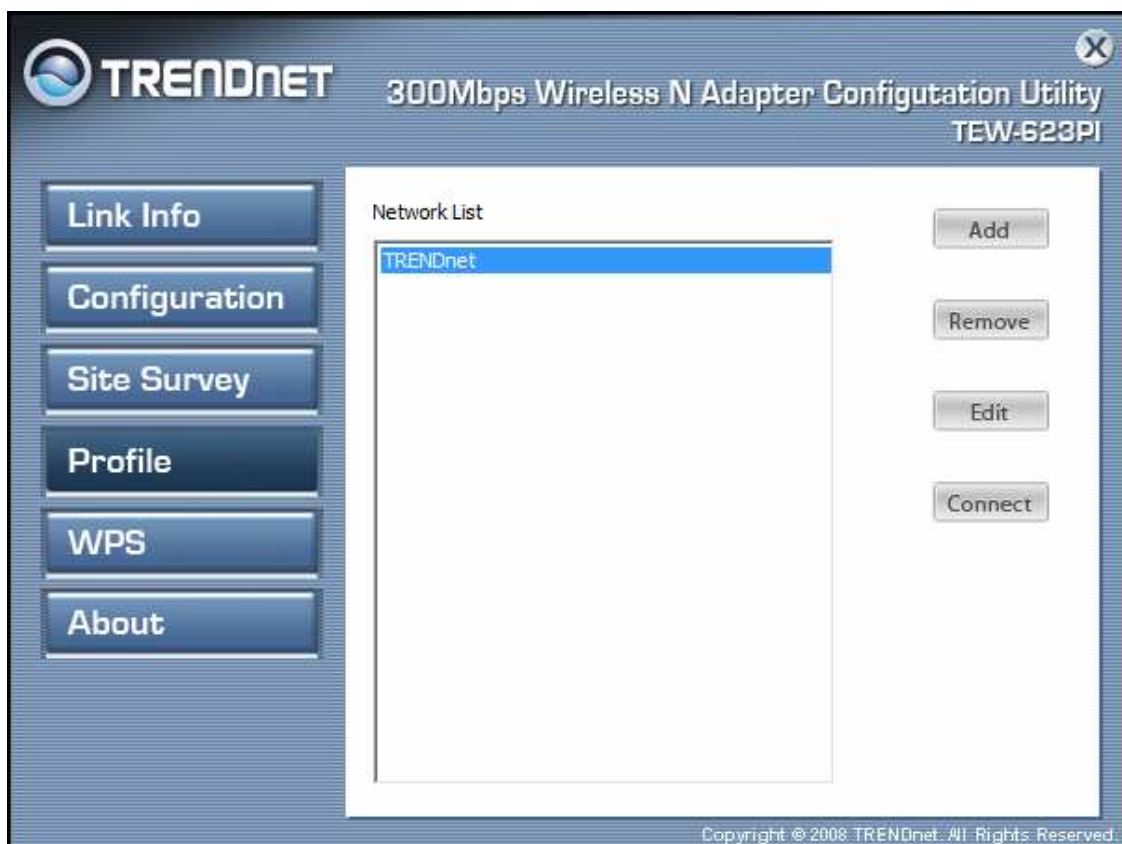 TRENDNET
X
300Mbps Wireless N Adapter Configutation Utility
TEW-623PI
Link Info
Configuration
Site Survey
Profile
WPS
About
Network List
TRENDnet
Add
Remove
Edit
Connect
Copyright © 2008 TRENDnet. All Rights Reserved.